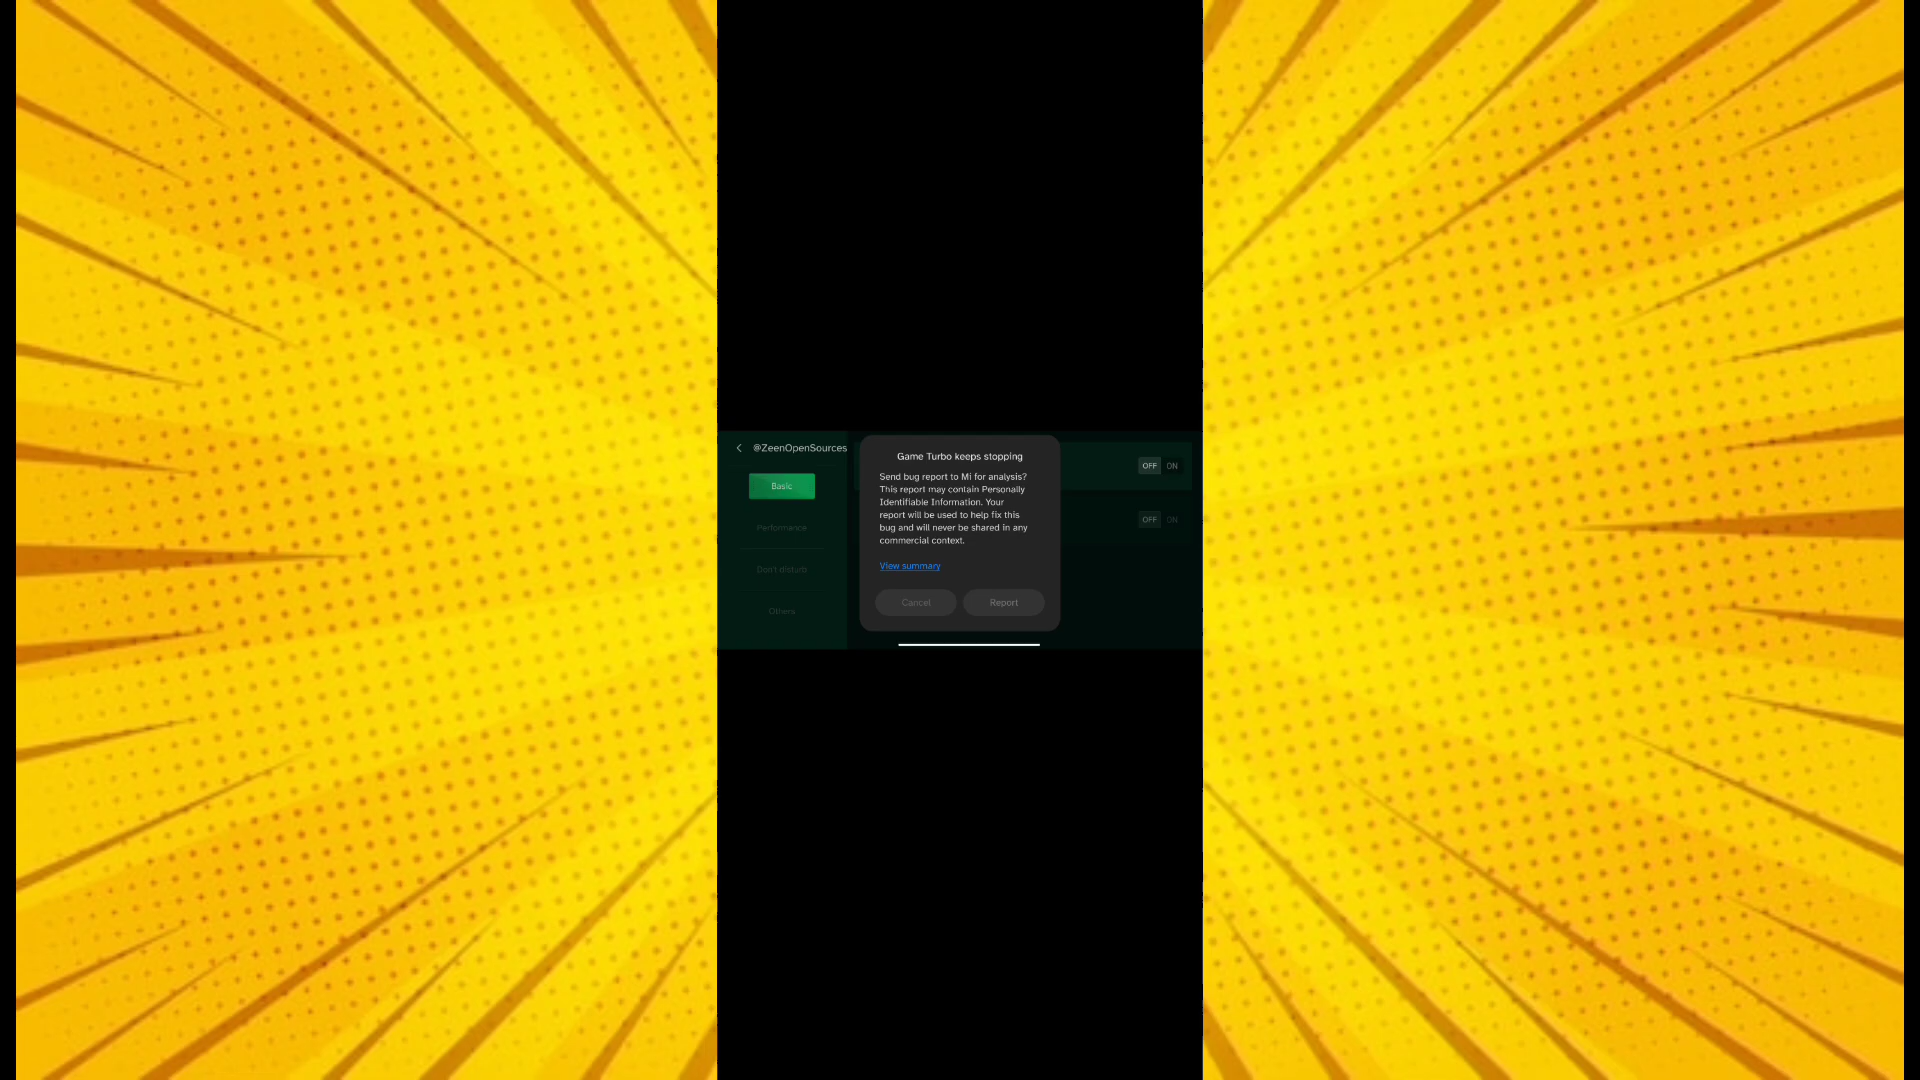 @ZeenOpenSources
Basic
Performance
Don't disturb
Others
Game Turbo keeps stopping
Send bug report to Mi for analysis?
This report may contain Personally
Identifiable Information. Your
report will be used to help fix this
bug and will never be shared in any
commercial context.
View summary
Cancel Report
OFF ON
OFF ON